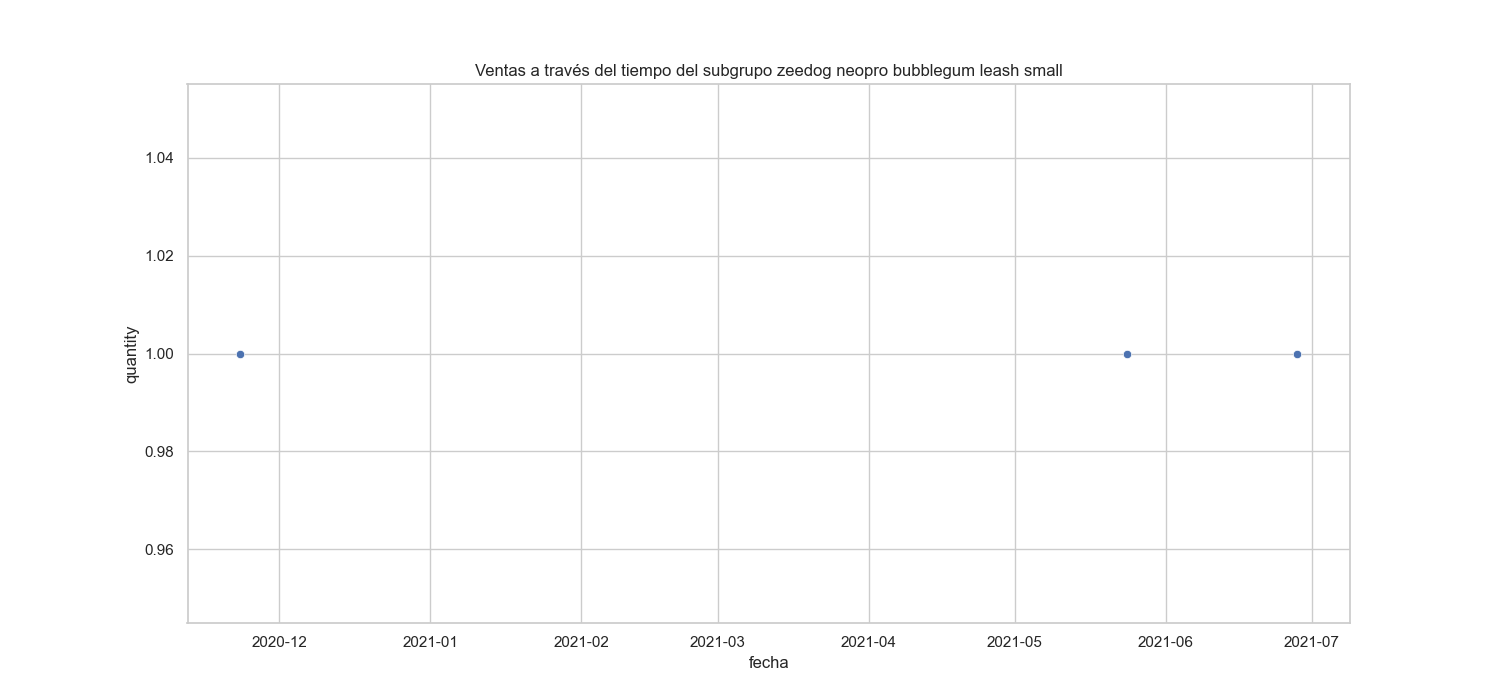 Ventas a través del tiempo del subgrupo zeedog neopro bubblegum leash small
1.04
1.02
1.00
0.98
0.96
quantity
2020-12 2021-01 2021-02 2021-03 2021-04 2021-05 2021-06 2021-07
fecha